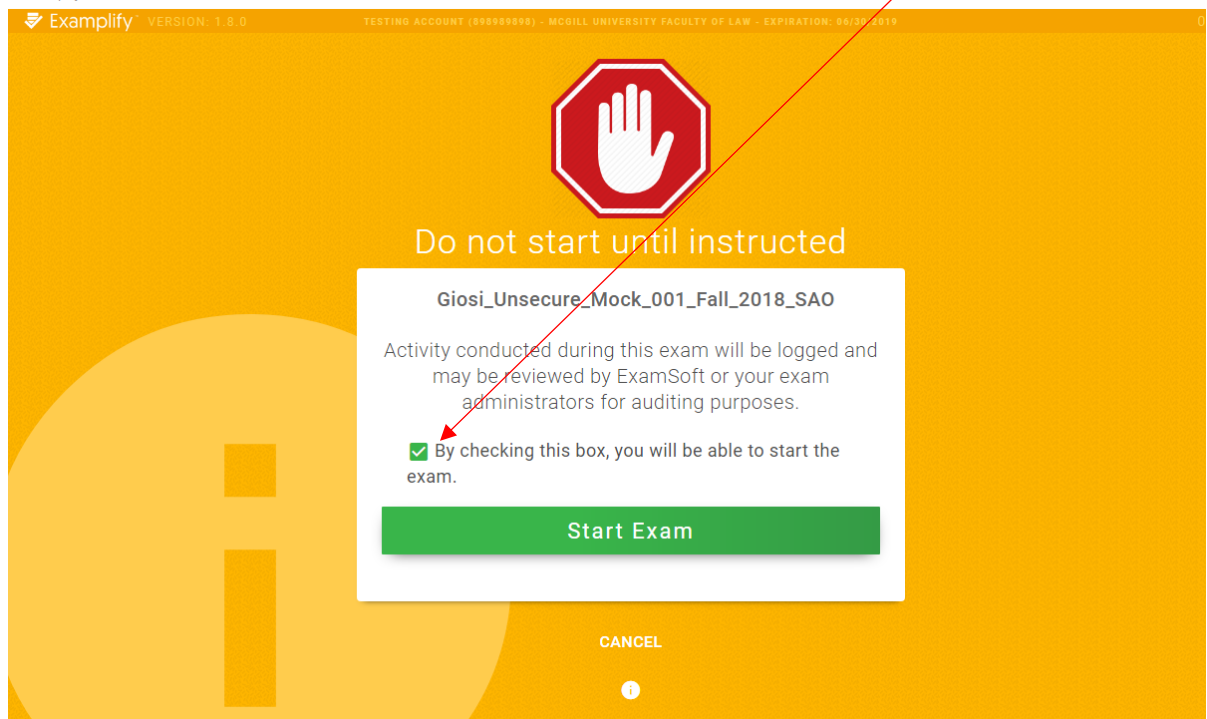 Examplify VERSION: 1.8.0 TESTING ACCOUNT (898989898) - MCGILL UNIVERSITY FACULTY OF LAW - EXPIRATION: 06/30/2019
Do not start until instructed
Giosi_Unsecure_Mock_001_Fall_2018_SAO
Activity conducted during this exam will be logged and
may be reviewed by ExamSoft or your exam
administrators for auditing purposes.
By checking this box, you will be able to start the
exam.
Start Exam
CANCEL